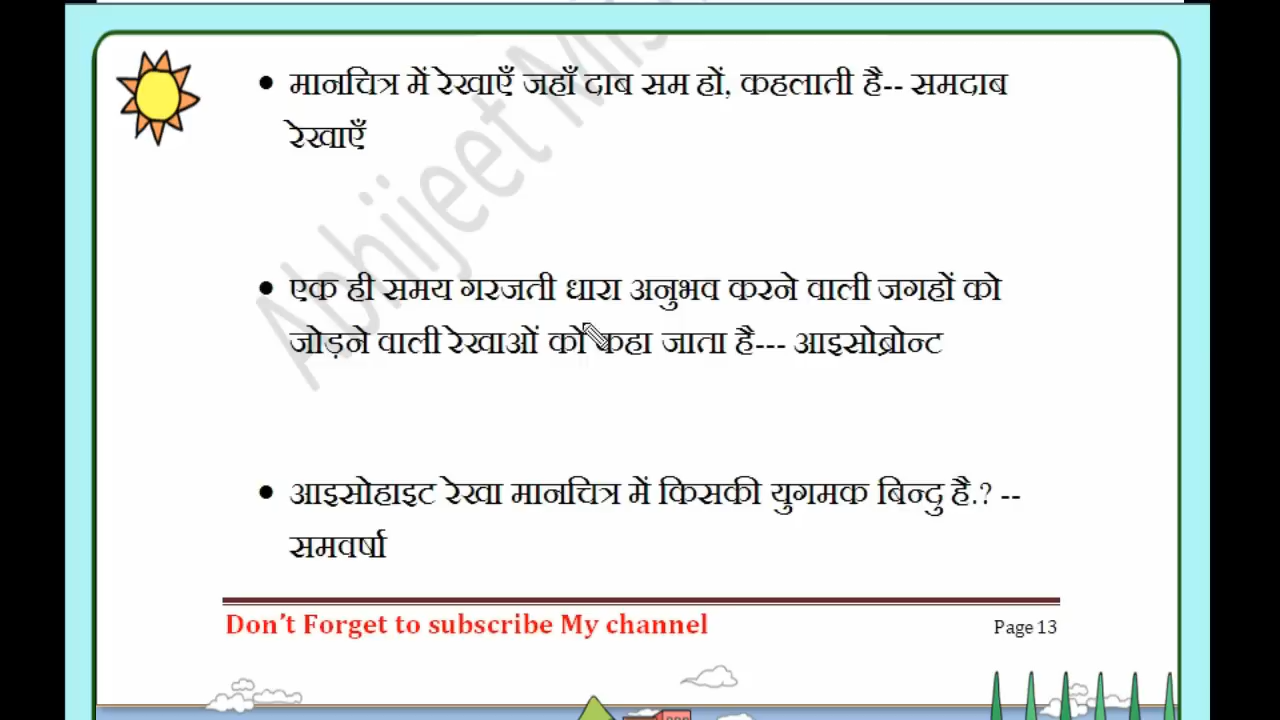 मानचित्र में रेखाएँ जहाँ दाब सम हों, कहलाती है-- समदाब
रेखाएँ
एक ही समय गरजती धारा अनुभव करने वाली जगहों को
जोड़ने वाली रेखाओं को कहा जाता है--- आइसोब्रोन्ट
आइसोहाइट रेखा मानचित्र में किसकी युगमक बिन्दु है.? --
समवर्षा
Don't Forget to subscribe My channel
Page 13
Abhijeet